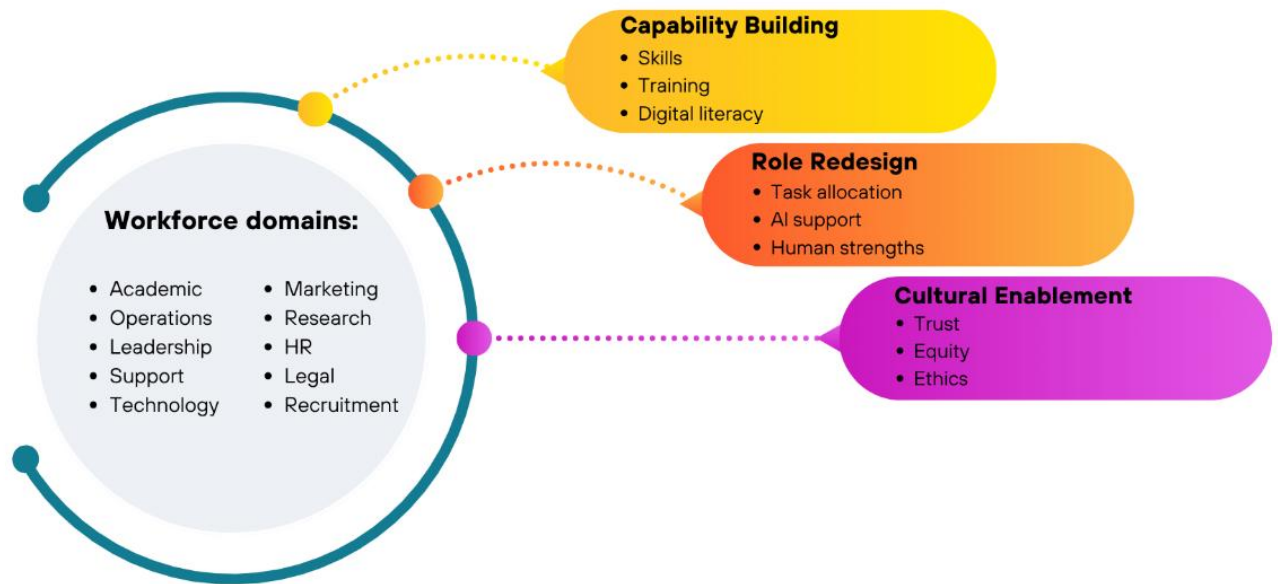 Workforce domains:
• Academic
• Operations
• Leadership
• Support
• Technology
• Marketing
• Research
• HR
• Legal
• Recruitment
Capability Building
• Skills
• Training
• Digital literacy
Role Redesign
• Task allocation
• AI support
• Human strengths
Cultural Enablement
• Trust
• Equity
• Ethics